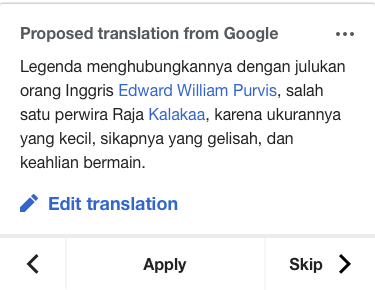 Proposed translation from Google
Legenda menghubungkannya dengan julukan
orang Inggris Edward William Purvis, salah
satu perwira Raja Kalakaa, karena ukurannya
yang kecil, sikapnya yang gelisah, dan
keahlian bermain.
Edit translation
Apply
Skip